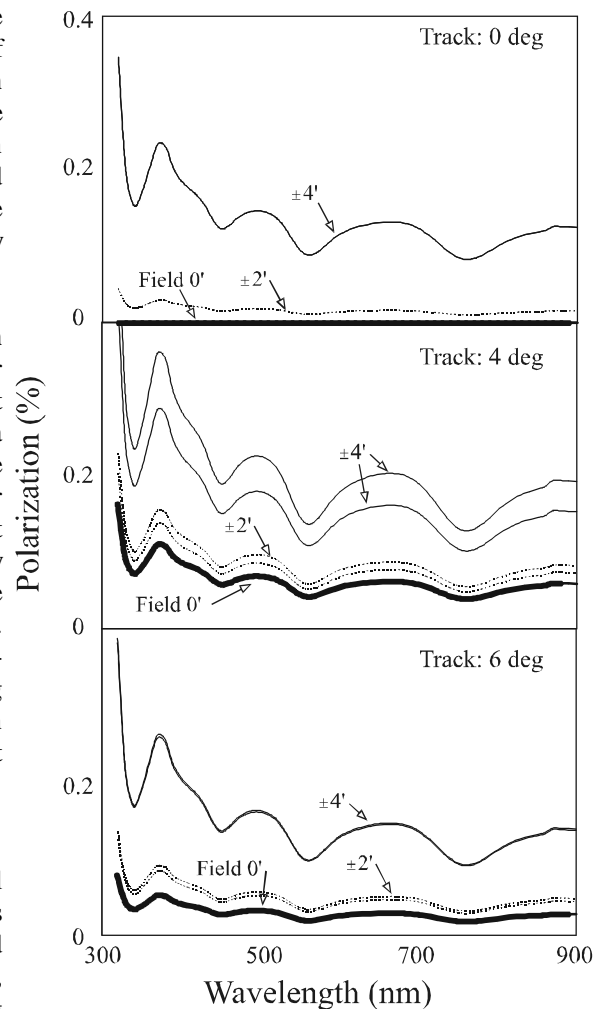 0.4
Track: 0 deg
0.2
±4'
Field 0'
±2'
0
Track: 4 deg
±4'
0.2
±2'
Field 0'
0
Track: 6 deg
0.2
±4'
Field 0'
±2'
0
300 500 700 900
Wavelength (nm)
Polarization (%)